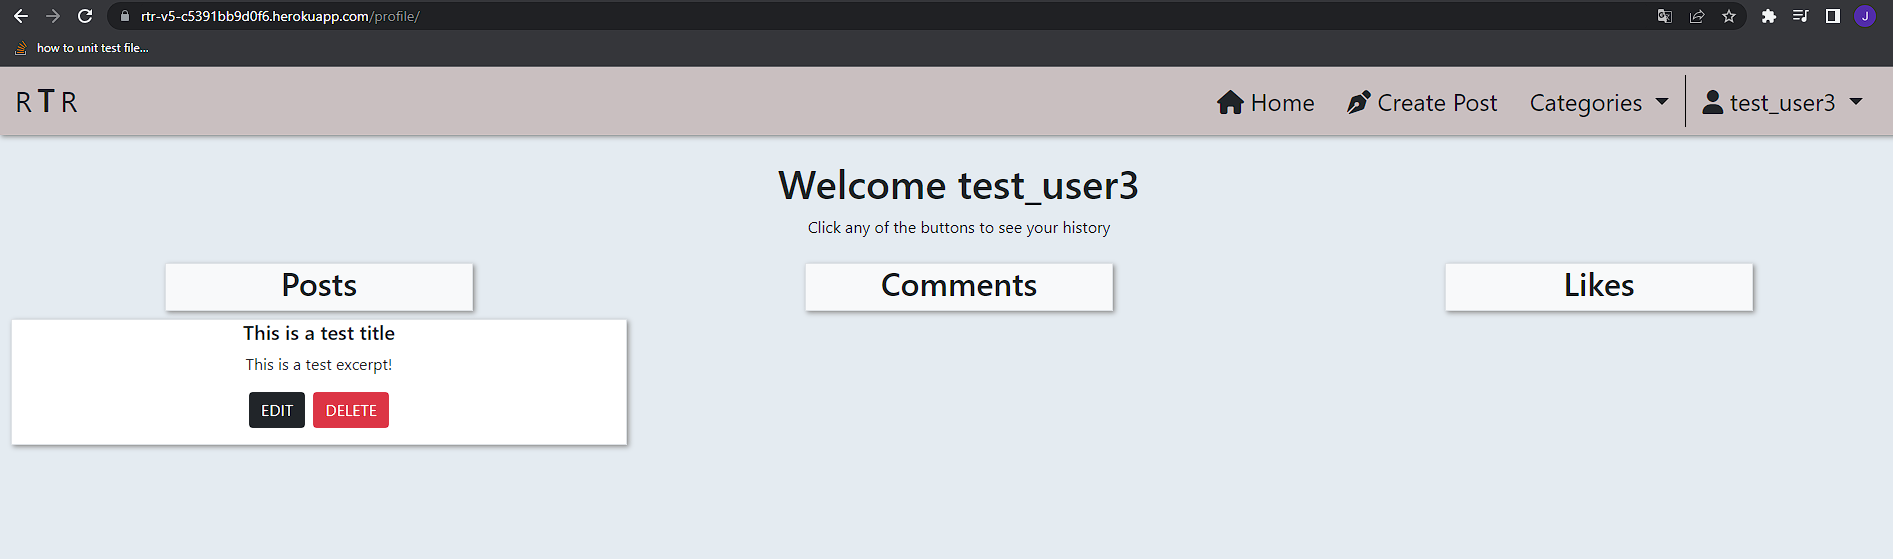 rtr-v5-c5391bb9d0f6.herokuapp.com/profile/
J
how to unit test file...
R T R
Home
Create Post
Categories
test_user3
Welcome test_user3
Click any of the buttons to see your history
Posts
Comments
Likes
This is a test title
This is a test excerpt!
EDIT
DELETE